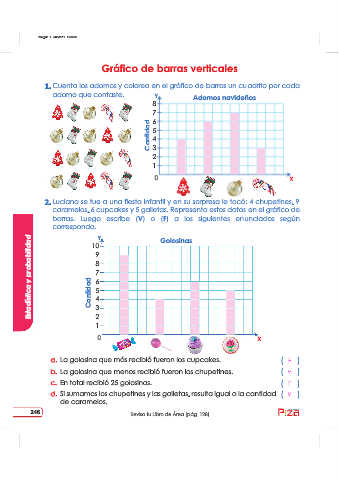 Gráfico de barras verticales
1. Cuenta los adornos y colorea en el gráfico de barras un cuadrito por cada
adorno que contaste.
Adornos navideños
Y
8
7
6
5
4
3
2
1
0
X
Cantidad
2. Luciana se fue a una fiesta infantil y en su sorpresa le tocó: 4 chupetines, 9
caramelos, 6 cupcakes y 5 galletas. Representa estos datos en el gráfico de
barras. Luego escribe (V) o (F) a los siguientes enunciados según
corresponda.
Golosinas
Y
10
9
8
7
6
5
4
3
2
1
0
X
Cantidad
Estadística y probabilidad
a. La golosina que más recibió fueron los cupcakes. ( )
b. La golosina que menos recibió fueron los chupetines. ( )
c. En total recibió 25 golosinas. ( )
d. Si sumamos los chupetines y las galletas, resulta igual a la cantidad ( )
de caramelos.
246
Revisa tu Libro de Área (pág. 198)